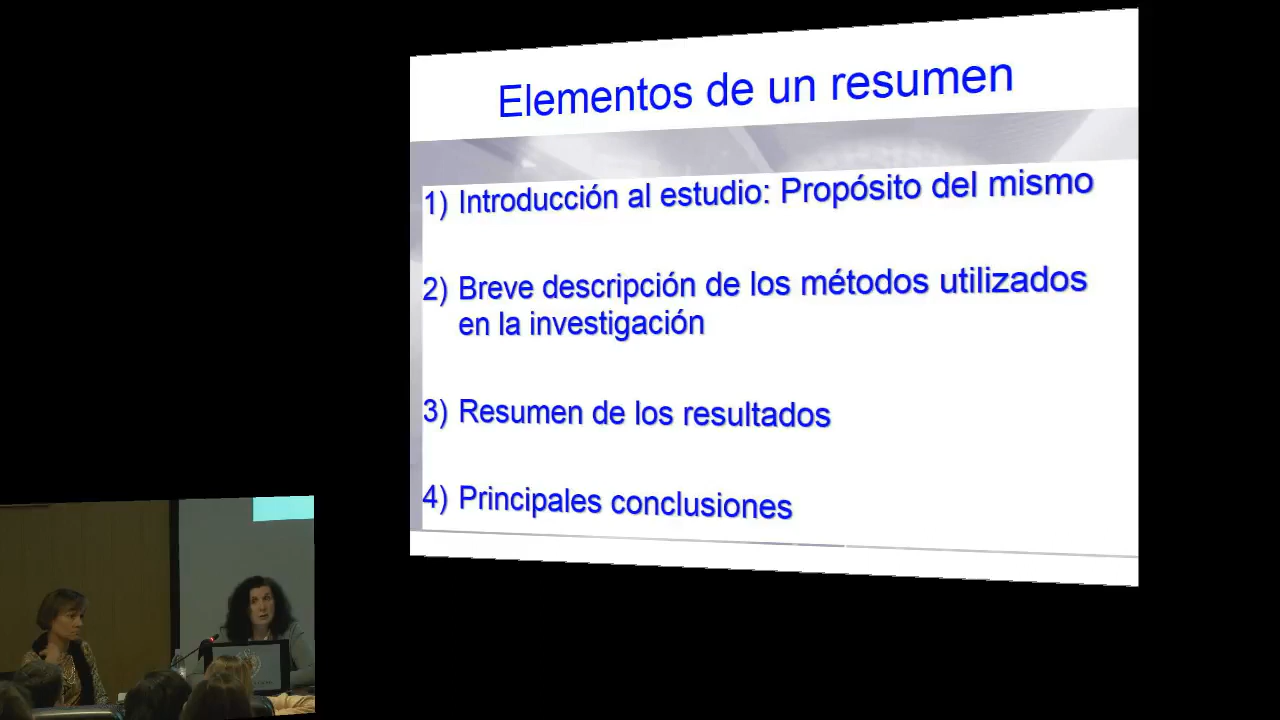 Elementos de un resumen
1) Introducción al estudio: Propósito del mismo
2) Breve descripción de los métodos utilizados
en la investigación
3) Resumen de los resultados
4) Principales conclusiones